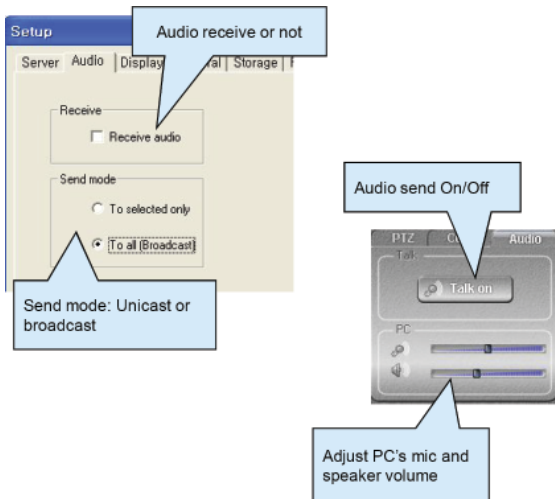 Setup
Audio receive or not
Server Audio Display Storage
Receive
Receive audio
Send mode
To selected only
To all (Broadcast)
Send mode: Unicast or
broadcast
Audio send On/Off
PTZ Audio
Talk
Talk on
PC
Adjust PC's mic and
speaker volume